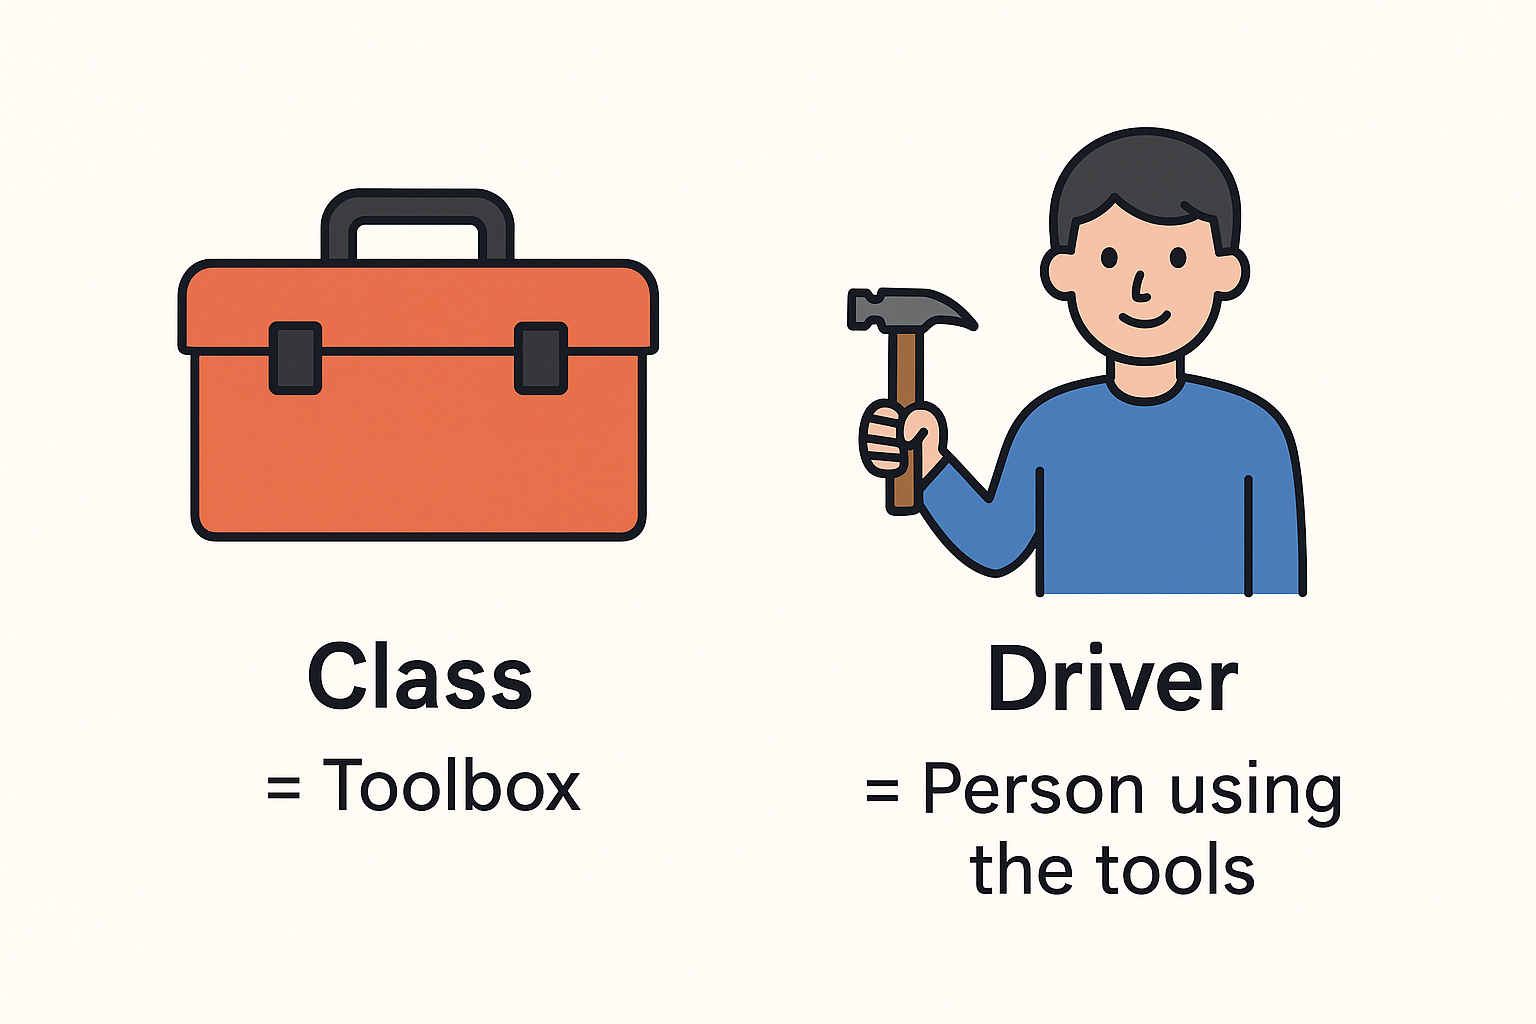 Class
= Toolbox
Driver
= Person using
the tools